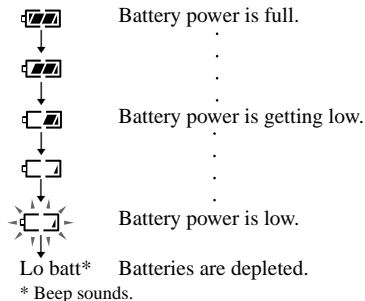 Battery power is full.
Battery power is getting low.
Battery power is low.
Lo batt* Batteries are depleted.
* Beep sounds.